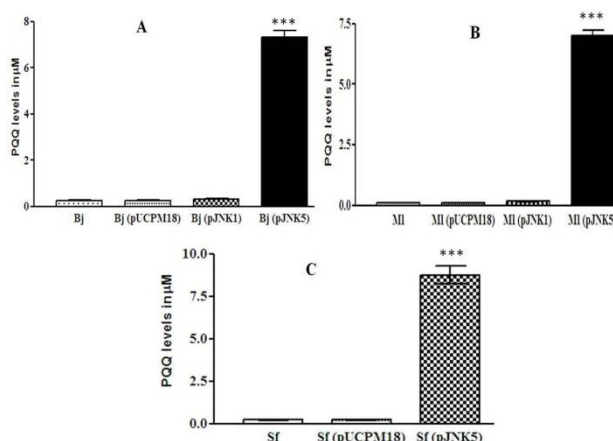 A
PQQ levels in µM
8
6
4
2
0
***
Bj Bj (pUCPM18) Bj (pJNK1) Bj (pJNK5)
B
PQQ levels in µM
7.5
5.0
2.5
0.0
***
Ml Ml (pUCPM18) Ml (pJNK1) Ml (pJNK5
C
PQQ levels in µM
10.0
7.5
5.0
2.5
0.0
***
Sf Sf (pUCPM18) Sf (pJNK5)